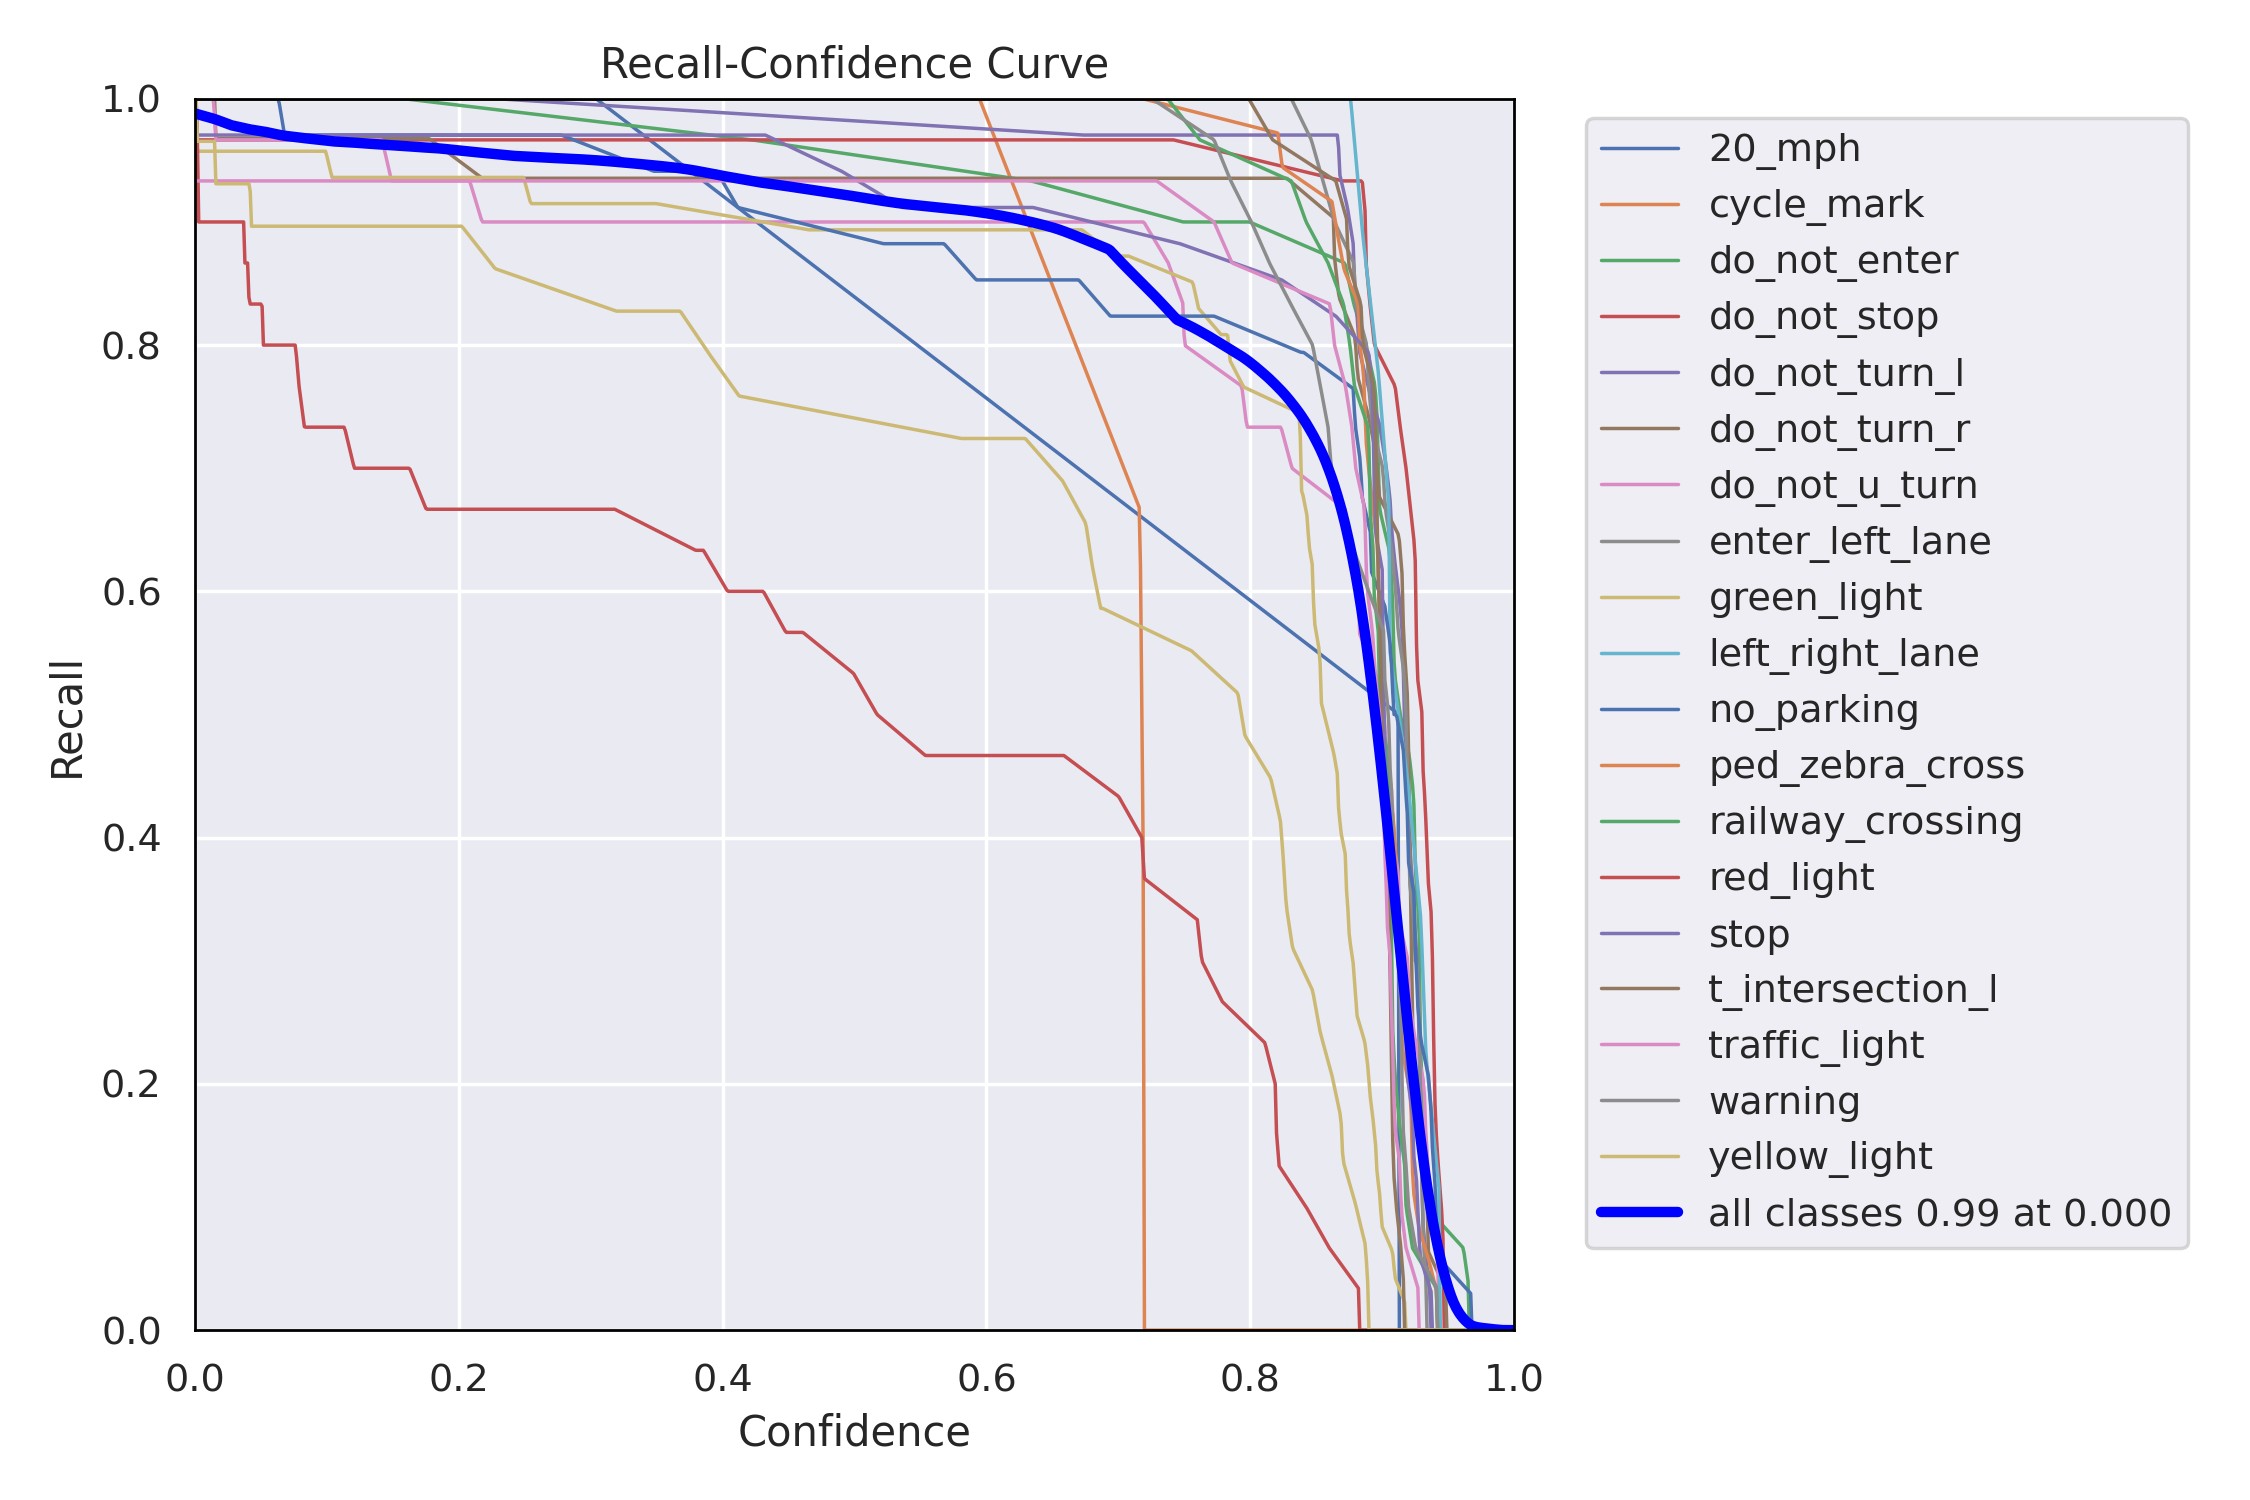 Recall-Confidence Curve
1.0
0.8
0.6
0.4
0.2
0.0
Recall
0.0 0.2 0.4 0.6 0.8 1.0
Confidence
20_mph
cycle_mark
do_not_enter
do_not_stop
do_not_turn_l
do_not_turn_r
do_not_u_turn
enter_left_lane
green_light
left_right_lane
no_parking
ped_zebra_cross
railway_crossing
red_light
stop
t_intersection_l
traffic_light
warning
yellow_light
all classes 0.99 at 0.000